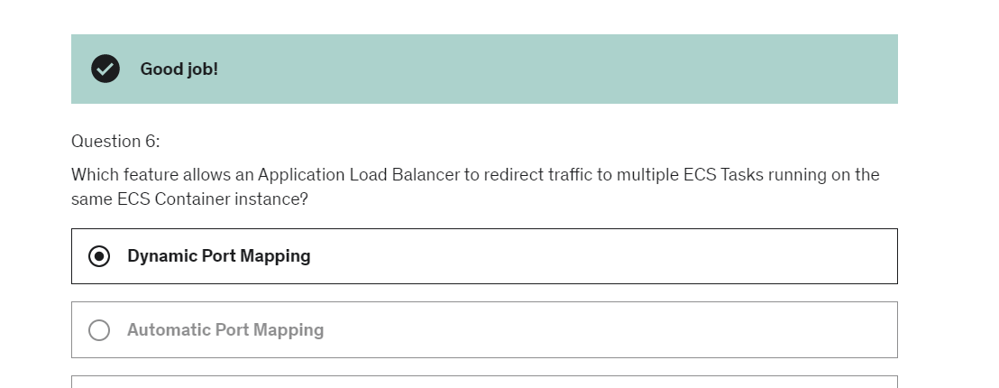 Good job!
Question 6:
Which feature allows an Application Load Balancer to redirect traffic to multiple ECS Tasks running on the
same ECS Container instance?
Dynamic Port Mapping
Automatic Port Mapping